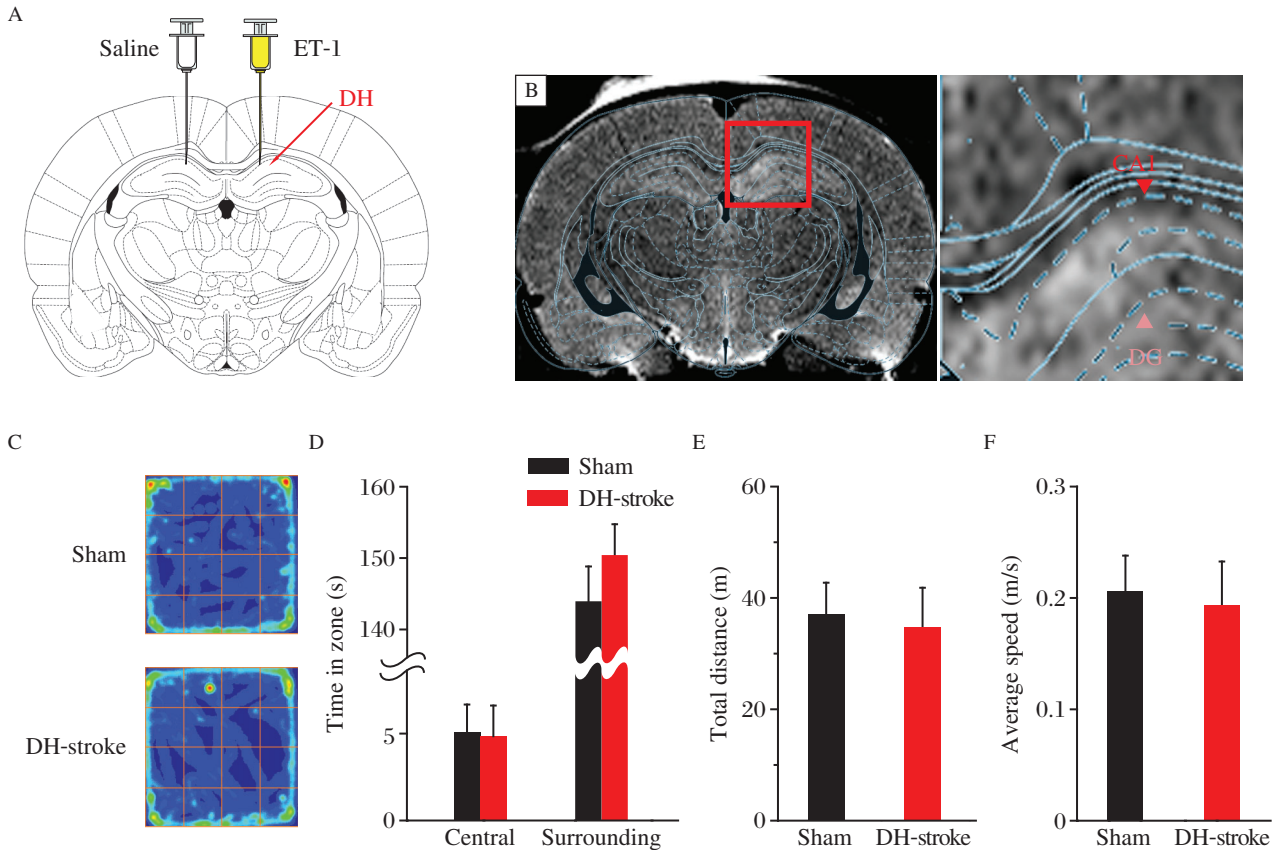 A
Saline
ET-1
DH
B
CA1
DG
C
Sham
DH-stroke
D
Sham
DH-stroke
Time in zone (s)
160
150
140
5
0
Central
Surrounding
E
Total distance (m)
60
40
20
0
Sham
DH-stroke
F
Average speed (m/s)
0.3
0.2
0.1
0
Sham
DH-stroke